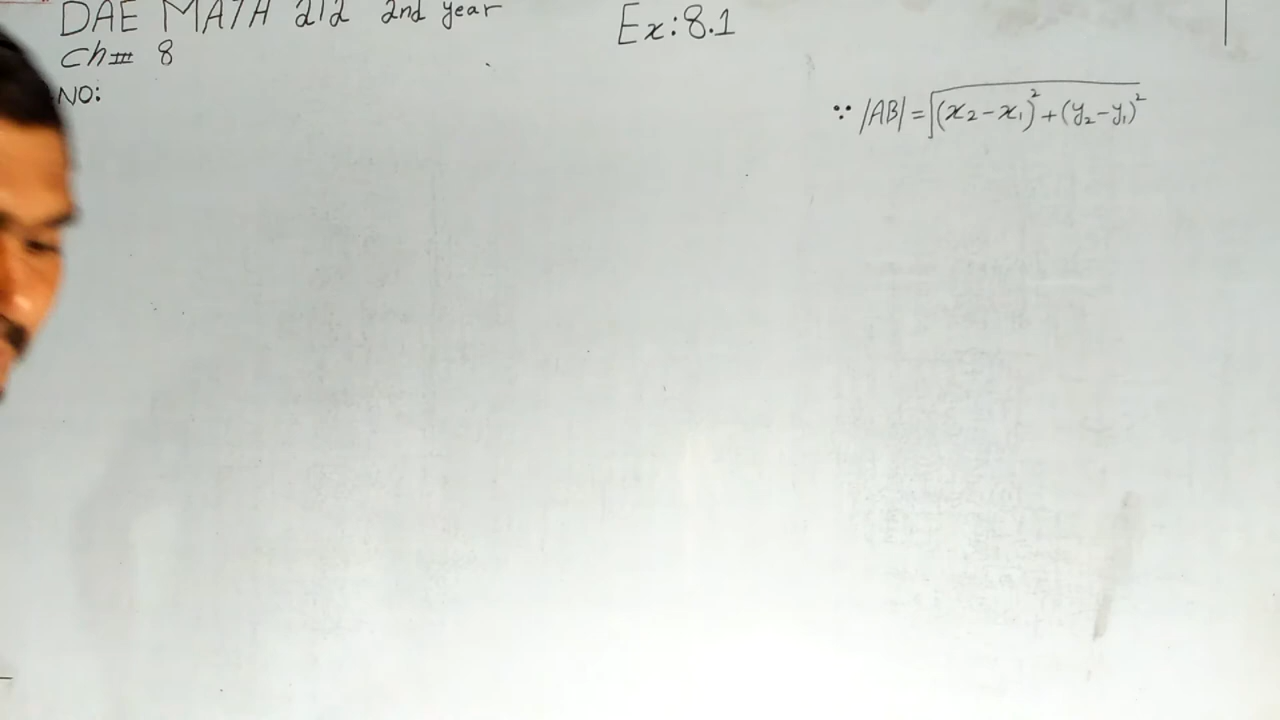 DAE MATH 212 2nd year
Ex: 8.1
Ch# 8
NO:
∵ |AB| = √(x₂-x₁)² + (y₂-y₁)²